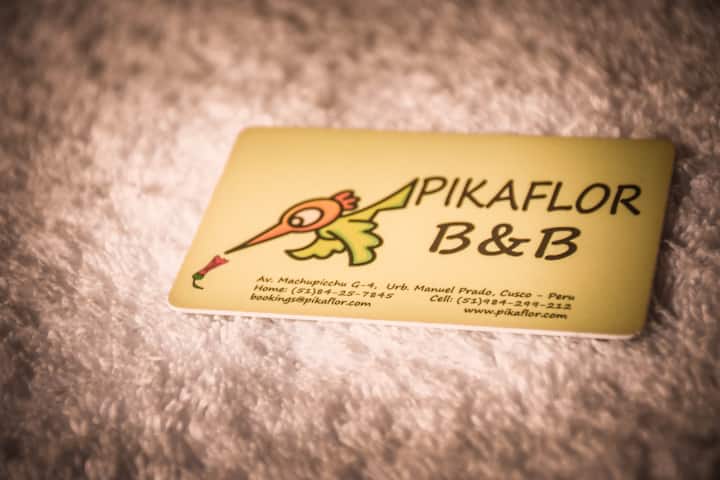 PIKAFLOR
B&B
Av. Machupicchu G-4, Urb. Manuel Prado, Cusco - Peru
Home: (51)84-25-7845 Cell: (51)984-299-212
bookings@pikaflor.com www.pikaflor.com